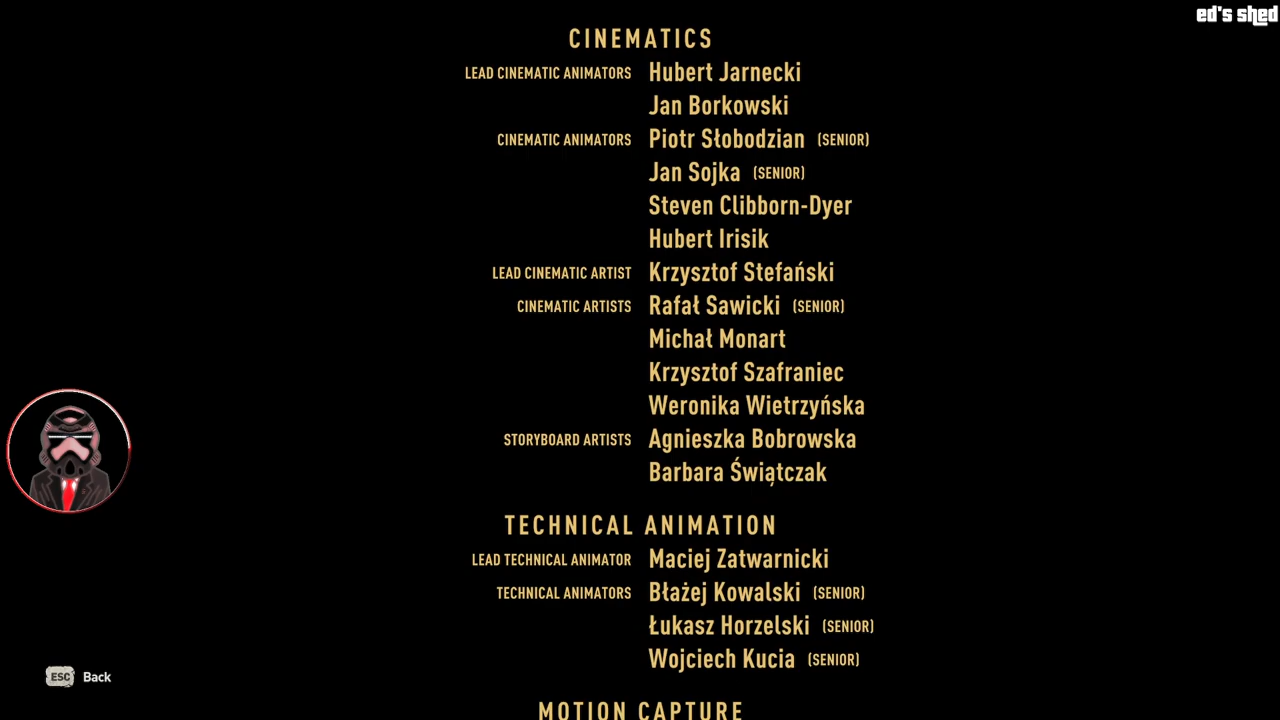 ed's shed
CINEMATICS
LEAD CINEMATIC ANIMATORS Hubert Jarnecki
Jan Borkowski
CINEMATIC ANIMATORS Piotr Słobodzian (SENIOR)
Jan Sojka (SENIOR)
Steven Clibborn-Dyer
Hubert Irisik
LEAD CINEMATIC ARTIST Krzysztof Stefański
CINEMATIC ARTISTS Rafał Sawicki (SENIOR)
Michał Monart
Krzysztof Szafraniec
Weronika Wietrzyńska
STORYBOARD ARTISTS Agnieszka Bobrowska
Barbara Świątczak
TECHNICAL ANIMATION
LEAD TECHNICAL ANIMATOR Maciej Zatwarnicki
TECHNICAL ANIMATORS Błażej Kowalski (SENIOR)
Łukasz Horzelski (SENIOR)
Wojciech Kucia (SENIOR)
ESC Back
MOTION CAPTURE